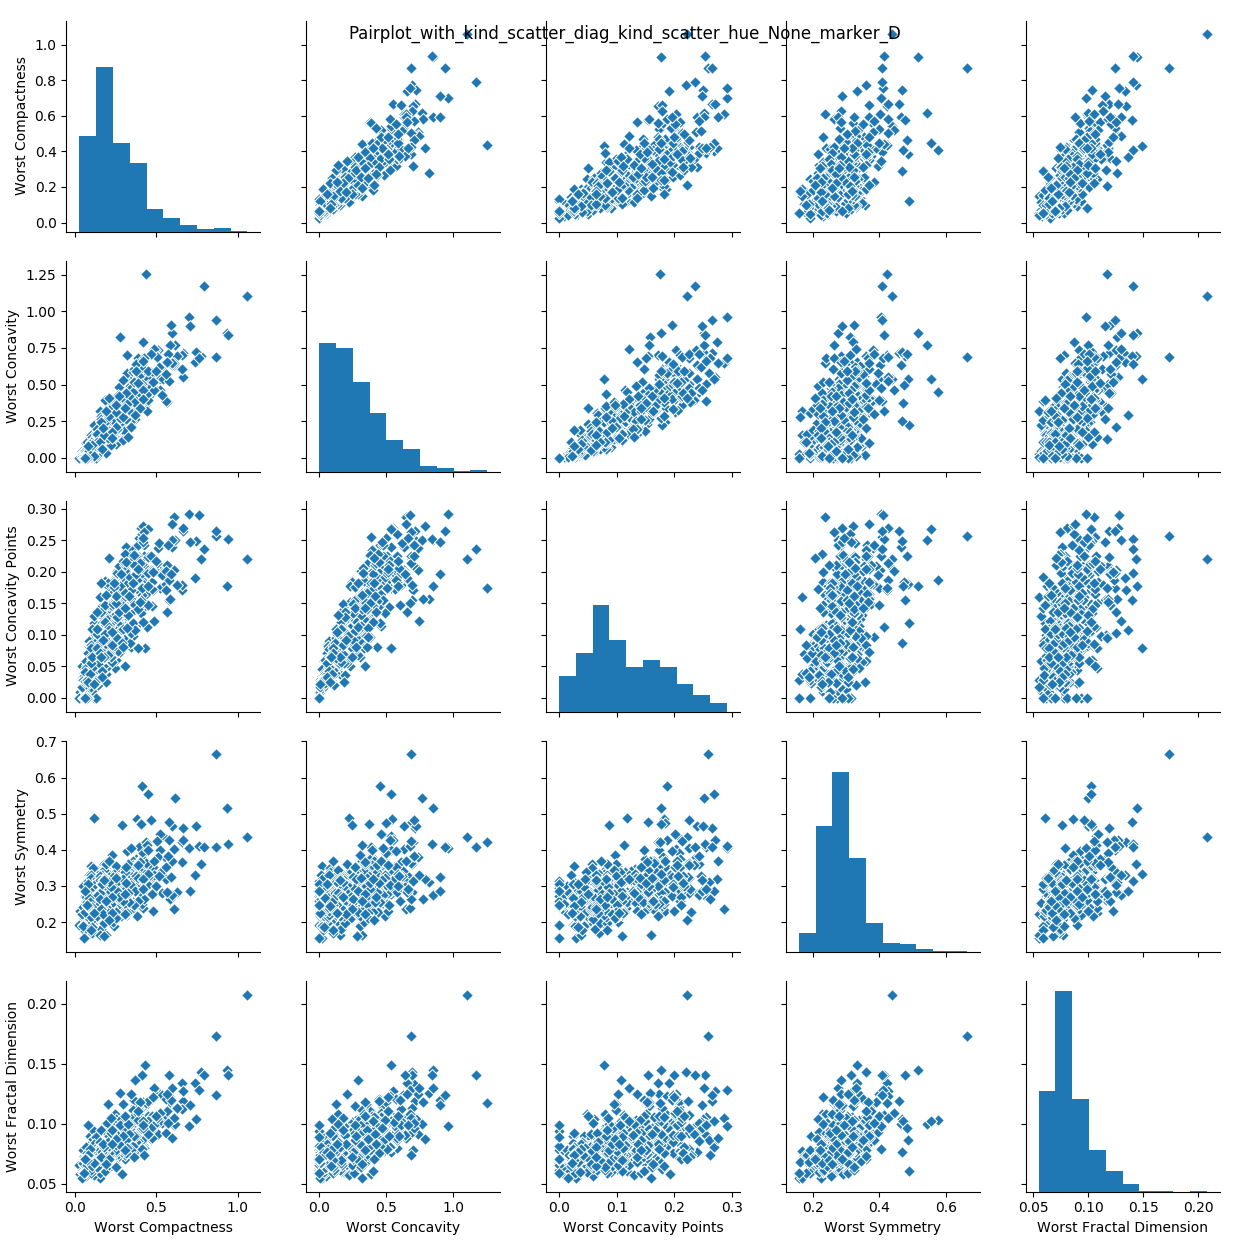 Pairplot_with_kind_scatter_diag_kind_scatter_hue_None_marker_D
Worst Compactness
1.0
0.8
0.6
0.4
0.2
0.0
Worst Concavity
1.25
1.00
0.75
0.50
0.25
0.00
Worst Concavity Points
0.30
0.25
0.20
0.15
0.10
0.05
0.00
Worst Symmetry
0.7
0.6
0.5
0.4
0.3
0.2
Worst Fractal Dimension
0.20
0.15
0.10
0.05
0.0 0.5 1.0
Worst Compactness
0.0 0.5 1.0
Worst Concavity
0.0 0.1 0.2 0.3
Worst Concavity Points
0.2 0.4 0.6
Worst Symmetry
0.05 0.10 0.15 0.20
Worst Fractal Dimension